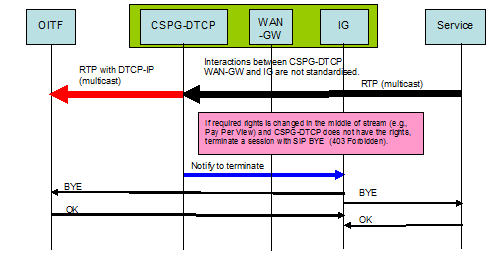 OITF
CSPG-DTCP
WAN
-GW
IG
Service
Interactions between CSPG-DTCP
WAN-GW and IG are not standardised.
RTP with DTCP-IP
(multicast)
RTP (multicast)
If required rights is changed in the middle of stream (e.g.,
Pay Per View) and CSPG-DTCP does not have the rights,
terminate a session with SIP BYE  (403 Forbidden).
Notify to terminate
BYE
BYE
OK
OK